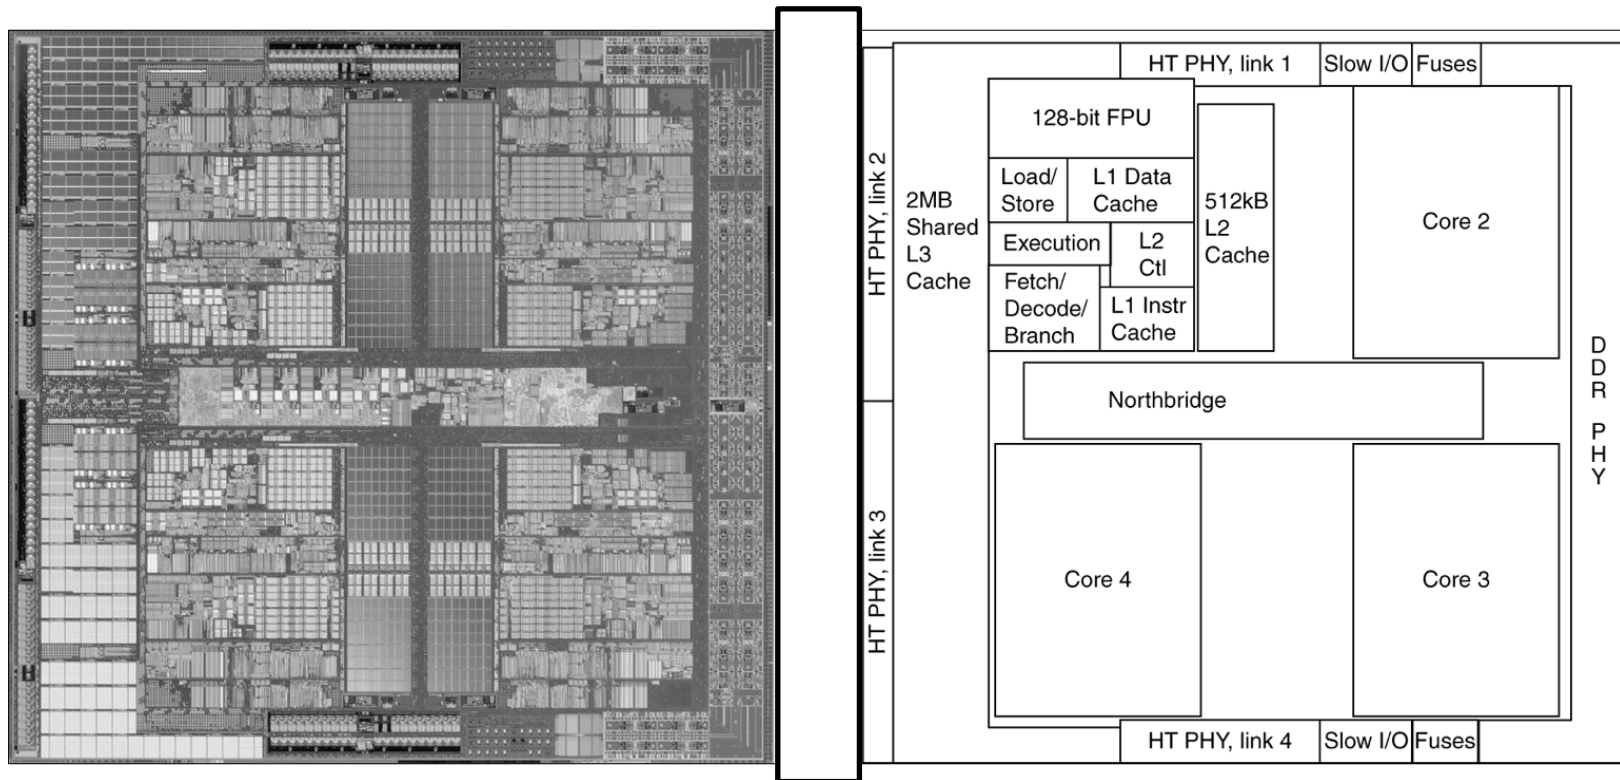 HT PHY, link 1
Slow I/O
Fuses
HT PHY, link 2
2MB
Shared
L3
Cache
128-bit FPU
Load/
Store
L1 Data
Cache
Execution
L2
Ctl
Fetch/
Decode/
Branch
L1 Instr
Cache
512kB
L2
Cache
Core 2
Northbridge
D
D
R
P
H
Y
HT PHY, link 3
Core 4
Core 3
HT PHY, link 4
Slow I/O
Fuses